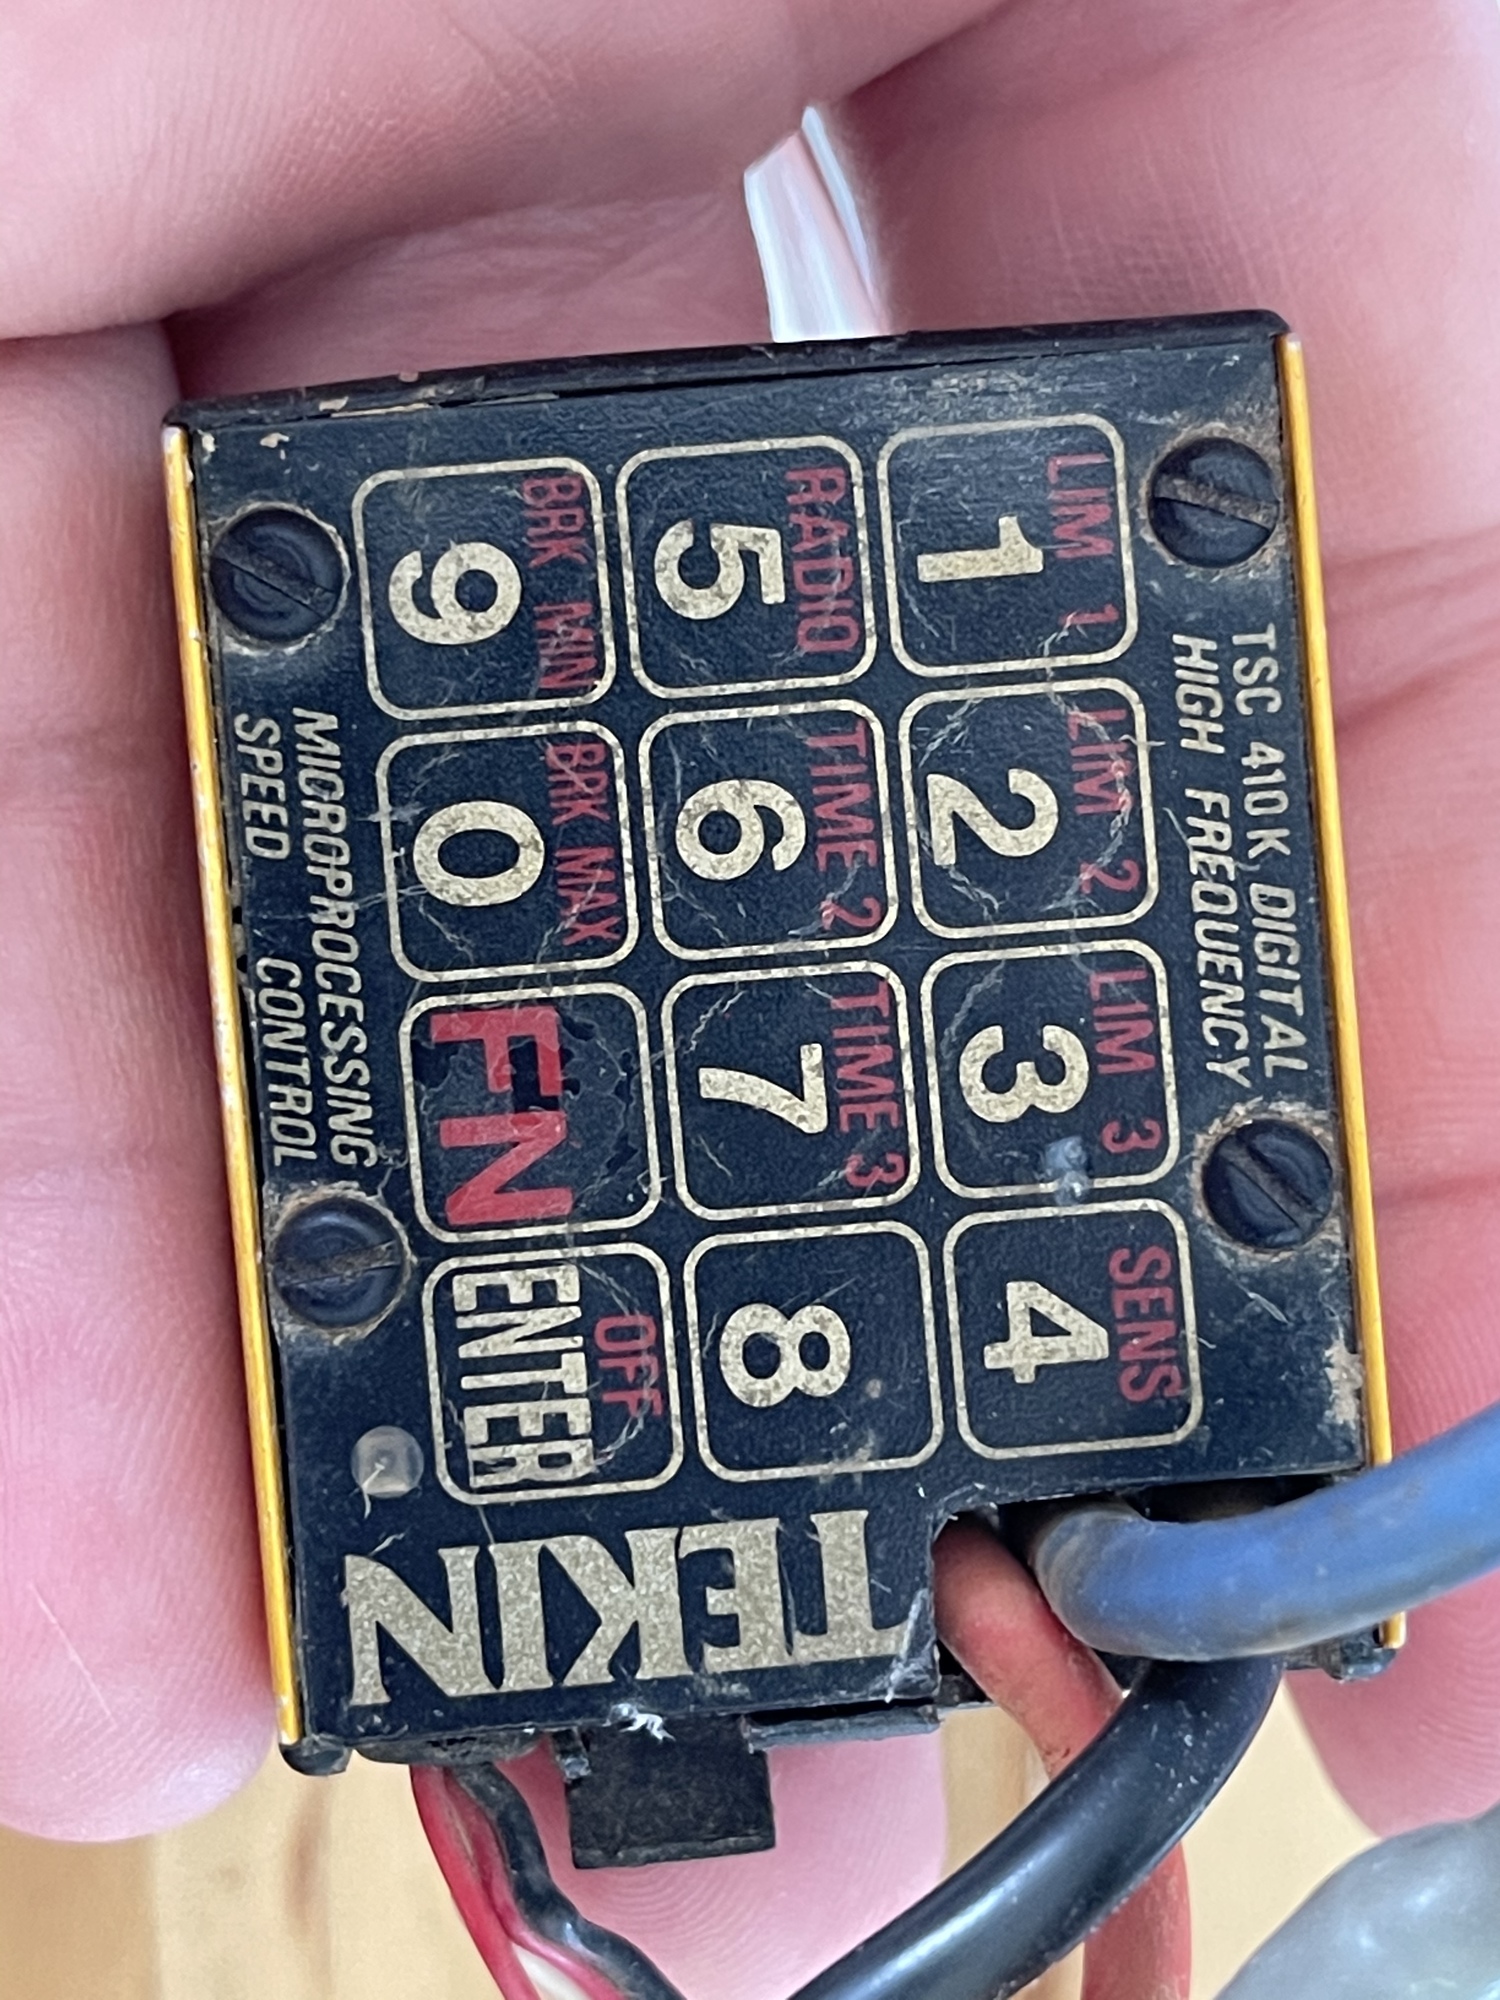 TSC 410K DIGITAL
HIGH FREQUENCY
LIM 1
1
LIM 2
2
LIM 3
3
SENS
4
RADIO
5
TIME 2
6
TIME 3
7
8
BRK MIN
9
BRK MAX
0
FN
OFF
ENTER
MICROPROCESSING
SPEED CONTROL
TEKIN